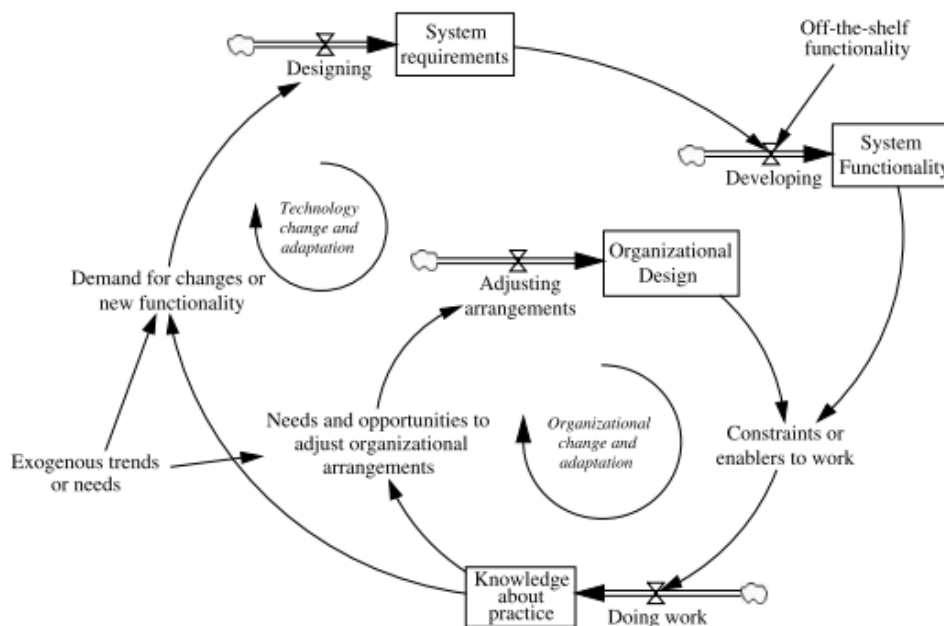 System
requirements
Designing
Off-the-shelf
functionality
System
Functionality
Developing
Technology
change and
adaptation
Organizational
Design
Adjusting
arrangements
Demand for changes or
new functionality
Needs and opportunities to
adjust organizational
arrangements
Organizational
change and
adaptation
Constraints or
enablers to work
Exogenous trends
or needs
Knowledge
about
practice
Doing work